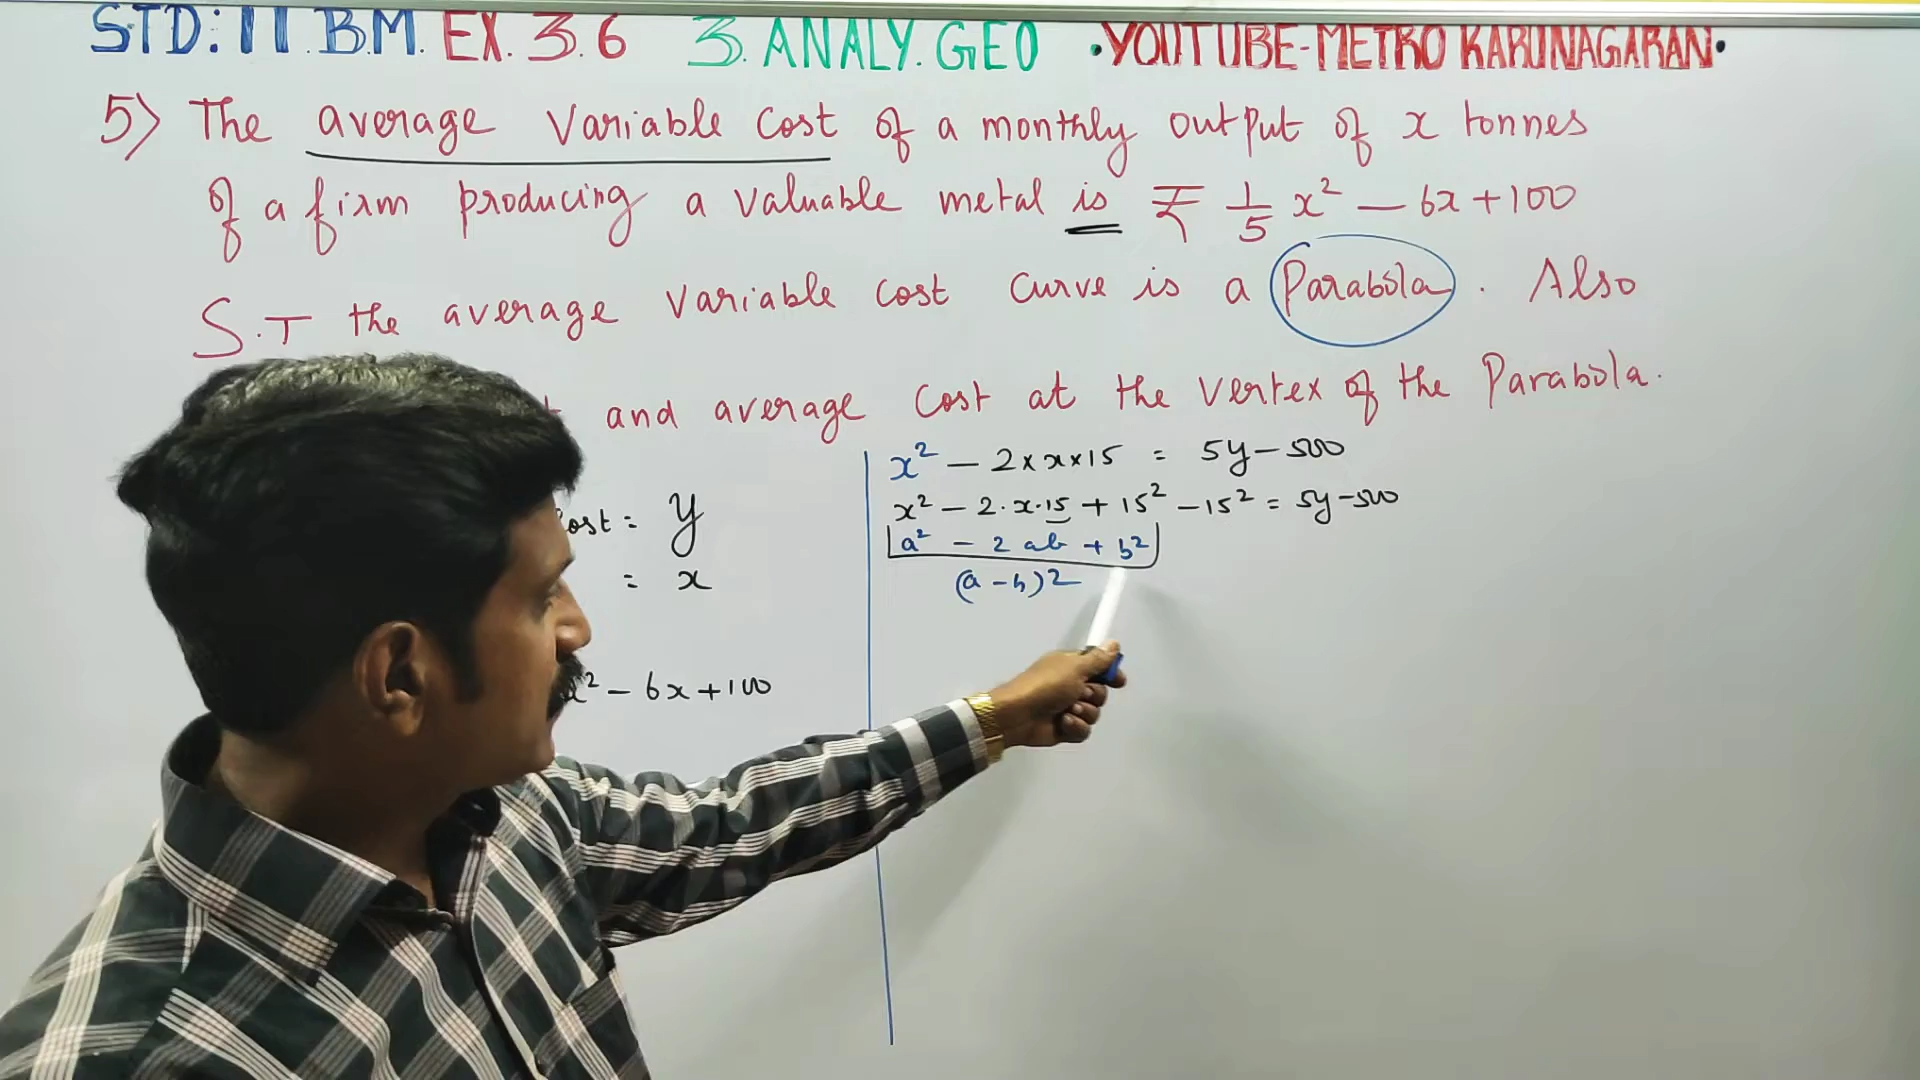 STD: 11 B.M. EX. 3.6 3. ANALY. GEO • YOUTUBE-METRO KARUNAGARAN •
5) The average variable cost of a monthly output of x tonnes
of a firm producing a valuable metal is ₹ 1/5 x² – 6x + 100
S.T the average variable cost curve is a Parabola. Also
and average cost at the vertex of the Parabola.
cost = y
= x
x² – 6x + 100
x² – 2 × x × 15 = 5y – 500
x² – 2 · x · 15 + 15² – 15² = 5y – 500
a² – 2 ab + b²
(a – b)²